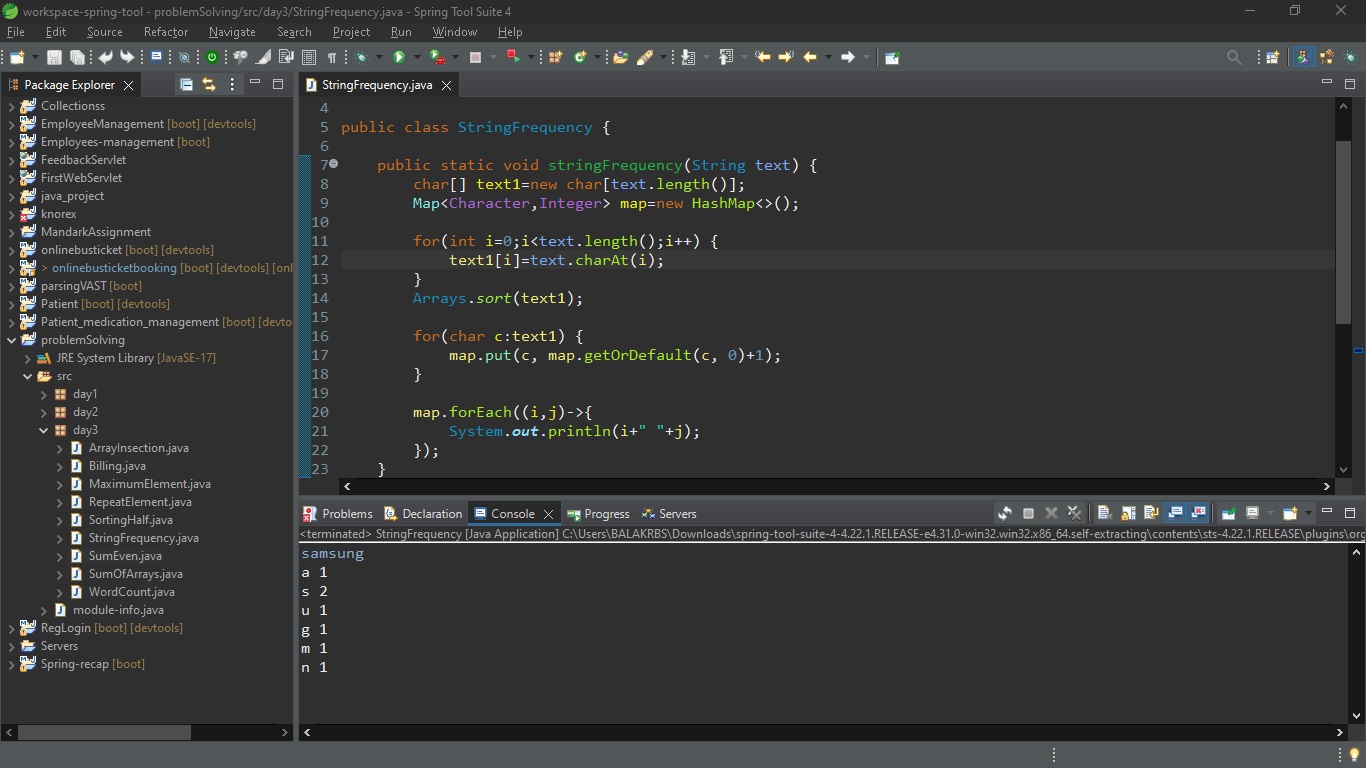 workspace-spring-tool - problemSolving/src/day3/StringFrequency.java - Spring Tool Suite 4
File Edit Source Refactor Navigate Search Project Run Window Help
Package Explorer
Collectionss
EmployeeManagement [boot] [devtools]
Employees-management [boot]
FeedbackServlet
FirstWebServlet
java_project
knorex
MandarkAssignment
onlinebusticket [boot] [devtools]
> onlinebusticketbooking [boot] [devtools] [onl
parsingVAST [boot]
Patient [boot] [devtools]
Patient_medication_management [boot] [devto
problemSolving
JRE System Library [JavaSE-17]
src
day1
day2
day3
ArrayInsection.java
Billing.java
MaximumElement.java
RepeatElement.java
SortingHalf.java
StringFrequency.java
SumEven.java
SumOfArrays.java
WordCount.java
module-info.java
RegLogin [boot] [devtools]
Servers
Spring-recap [boot]
StringFrequency.java
4
5 public class StringFrequency {
6
7 public static void stringFrequency(String text) {
8 char[] text1=new char[text.length()];
9 Map<Character,Integer> map=new HashMap<>();
10
11 for(int i=0;i<text.length();i++) {
12 text1[i]=text.charAt(i);
13 }
14 Arrays.sort(text1);
15
16 for(char c:text1) {
17 map.put(c, map.getOrDefault(c, 0)+1);
18 }
19
20 map.forEach((i,j)->{
21 System.out.println(i+" "+j);
22 });
23 }
Problems Declaration Console Progress Servers
<terminated> StringFrequency [Java Application] C:\Users\BALAKRBS\Downloads\spring-tool-suite-4-4.22.1.RELEASE-e4.31.0-win32.win32.x86_64.self-extracting\contents\sts-4.22.1.RELEASE\plugins\org
samsung
a 1
s 2
u 1
g 1
m 1
n 1